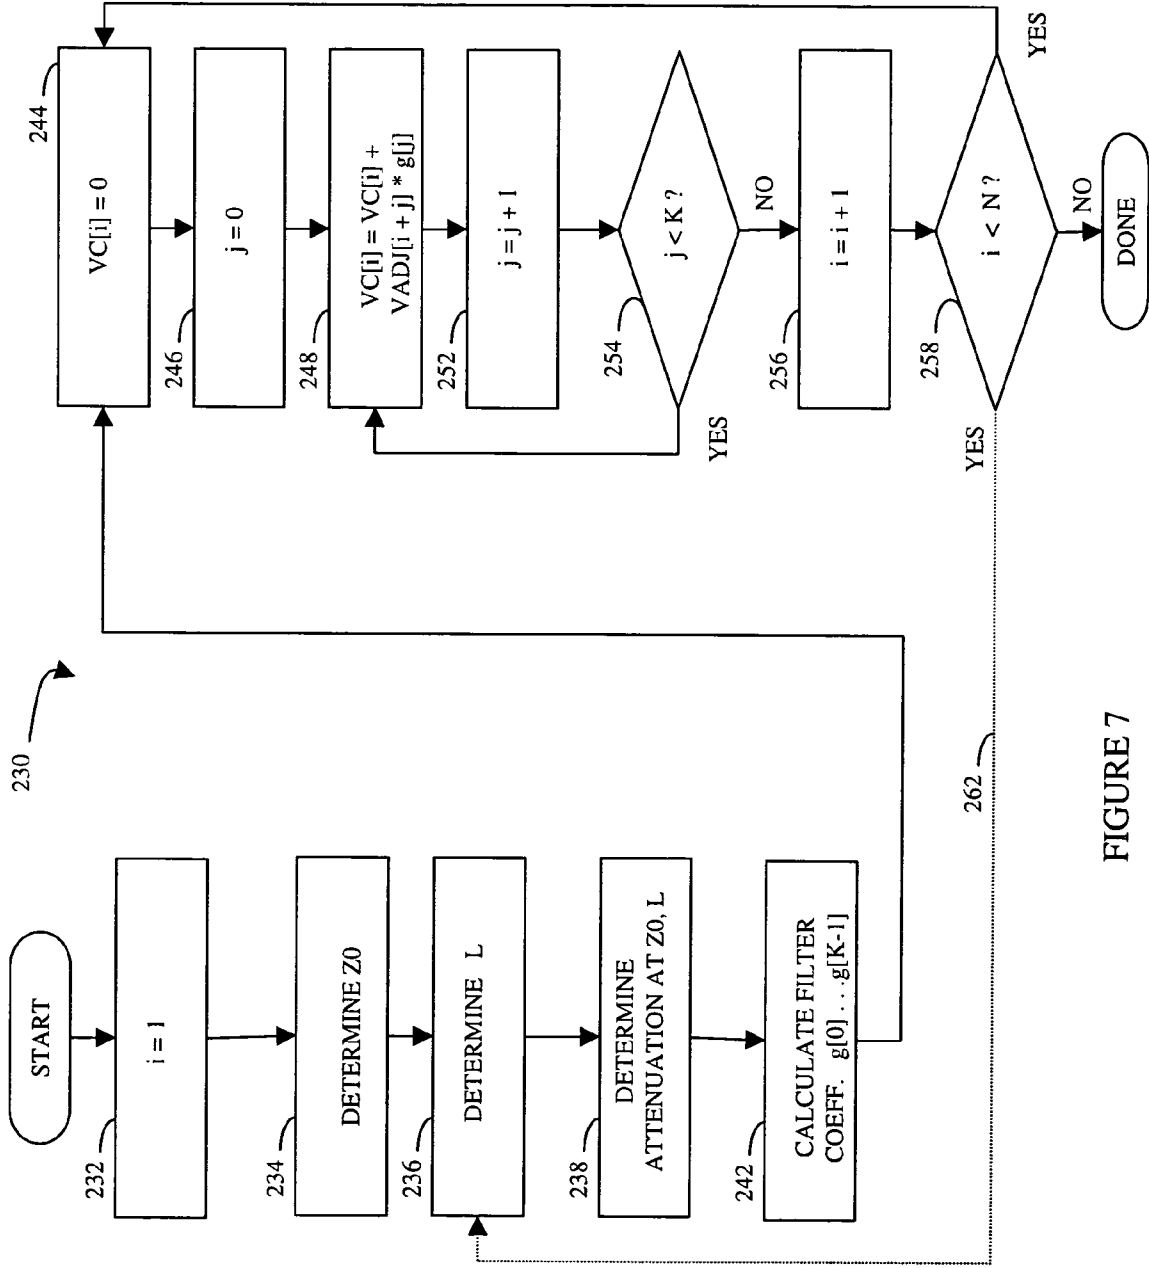 230
START
232
i = 1
234
DETERMINE Z0
236
DETERMINE L
238
DETERMINE
ATTENUATION AT Z0, L
242
CALCULATE FILTER
COEFF. g[0] . . .g[K-1]
244
VC[i] = 0
246
j = 0
248
VC[i] = VC[i] +
VADJ[i + j] * g[j]
252
j = j + 1
254
j < K ?
YES
NO
256
i = i + 1
258
i < N ?
YES
YES
NO
262
DONE
FIGURE 7